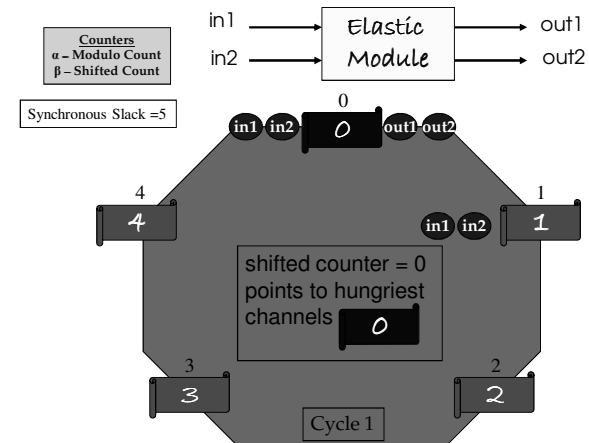 in1
in2
Elastic
Module
out1
out2
Counters
α – Modulo Count
β – Shifted Count
Synchronous Slack =5
0
in1 in2 0 out1 out2
4
4
1
1
in1 in2
shifted counter = 0
points to hungriest
channels 0
3
3
2
2
Cycle 1